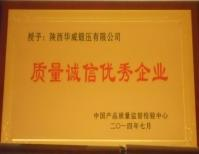 授予：陕西华威锻压有限公司
质量诚信优秀企业
中国产品质量监督检验中心
二〇一四年七月